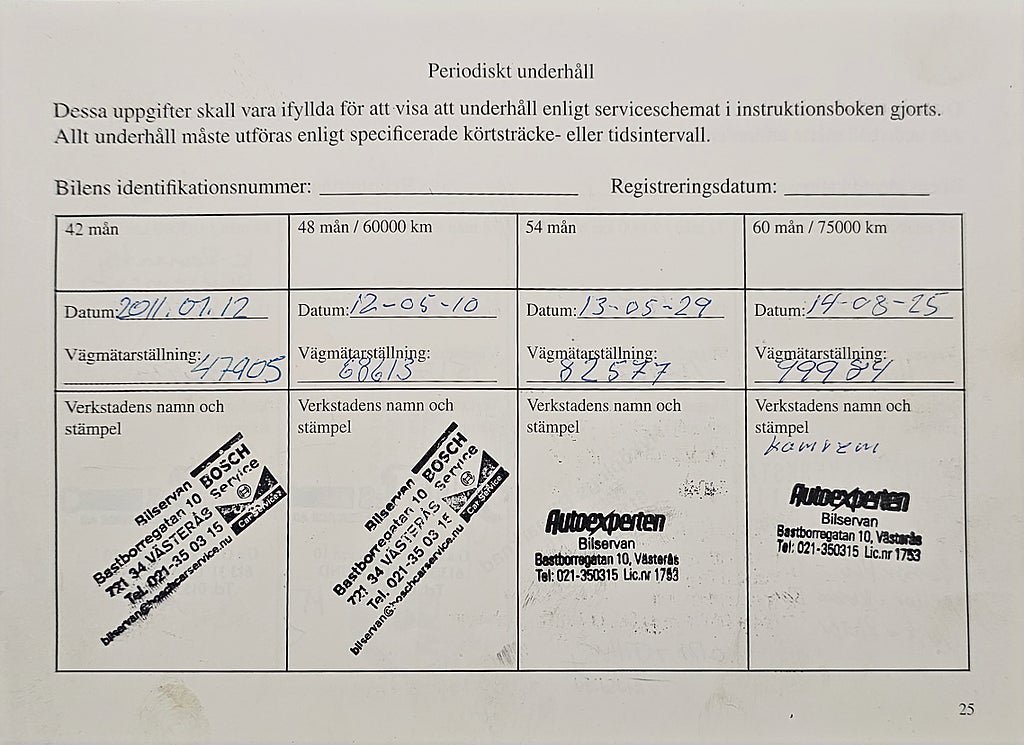 Periodiskt underhåll
Dessa uppgifter skall vara ifyllda för att visa att underhåll enligt serviceschemat i instruktionsboken gjorts.
Allt underhåll måste utföras enligt specificerade körtsträcke- eller tidsintervall.
Bilens identifikationsnummer: Registreringsdatum:
42 mån
Datum: 2011.07.12
Vägmätarställning:
47905
Verkstadens namn och
stämpel
Bilservan
Bastborregatan 10
721 34 VÄSTERÅS
Tel. 021-35 03 15
bilservan@boschcarservice.nu
BOSCH
Service
Car Service
48 mån / 60000 km
Datum: 12-05-10
Vägmätarställning:
68613
Verkstadens namn och
stämpel
Bilservan
Bastborregatan 10
721 34 VÄSTERÅS
Tel. 021-35 03 15
bilservan@boschcarservice.nu
BOSCH
Service
Car Service
54 mån
Datum: 13-05-29
Vägmätarställning:
82577
Verkstadens namn och
stämpel
Autoexperten
Bilservan
Bastborregatan 10, Västerås
Tel: 021-350315 Lic.nr 1753
60 mån / 75000 km
Datum: 14-08-25
Vägmätarställning:
99984
Verkstadens namn och
stämpel
kamrem
Autoexperten
Bilservan
Bastborregatan 10, Västerås
Tel: 021-350315 Lic.nr 1753
25